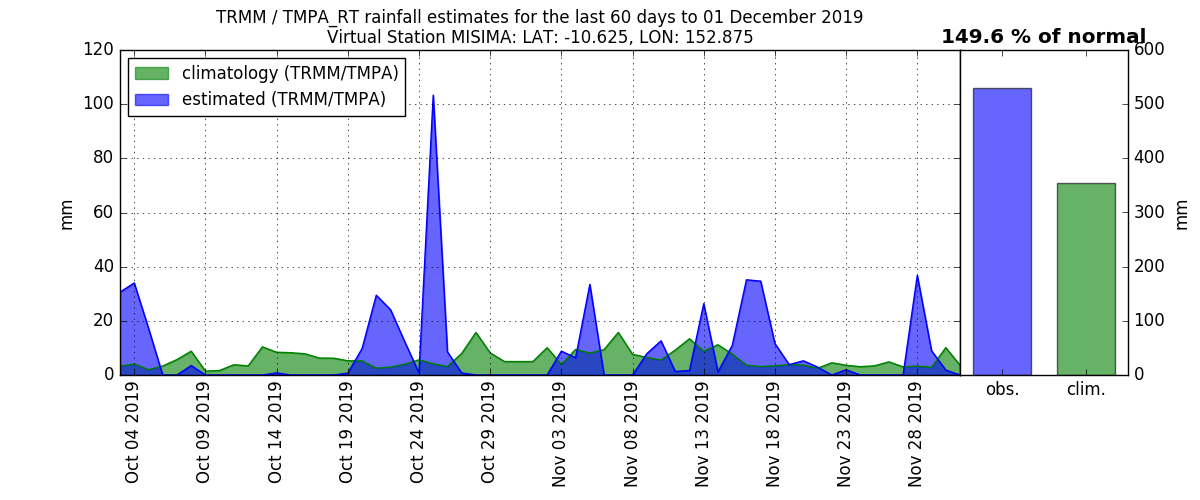 TRMM / TMPA_RT rainfall estimates for the last 60 days to 01 December 2019
Virtual Station MISIMA: LAT: -10.625, LON: 152.875
149.6 % of normal
climatology (TRMM/TMPA)
estimated (TRMM/TMPA)
120
100
80
60
40
20
0
mm
600
500
400
300
200
100
0
mm
Oct 04 2019
Oct 09 2019
Oct 14 2019
Oct 19 2019
Oct 24 2019
Oct 29 2019
Nov 03 2019
Nov 08 2019
Nov 13 2019
Nov 18 2019
Nov 23 2019
Nov 28 2019
obs.
clim.